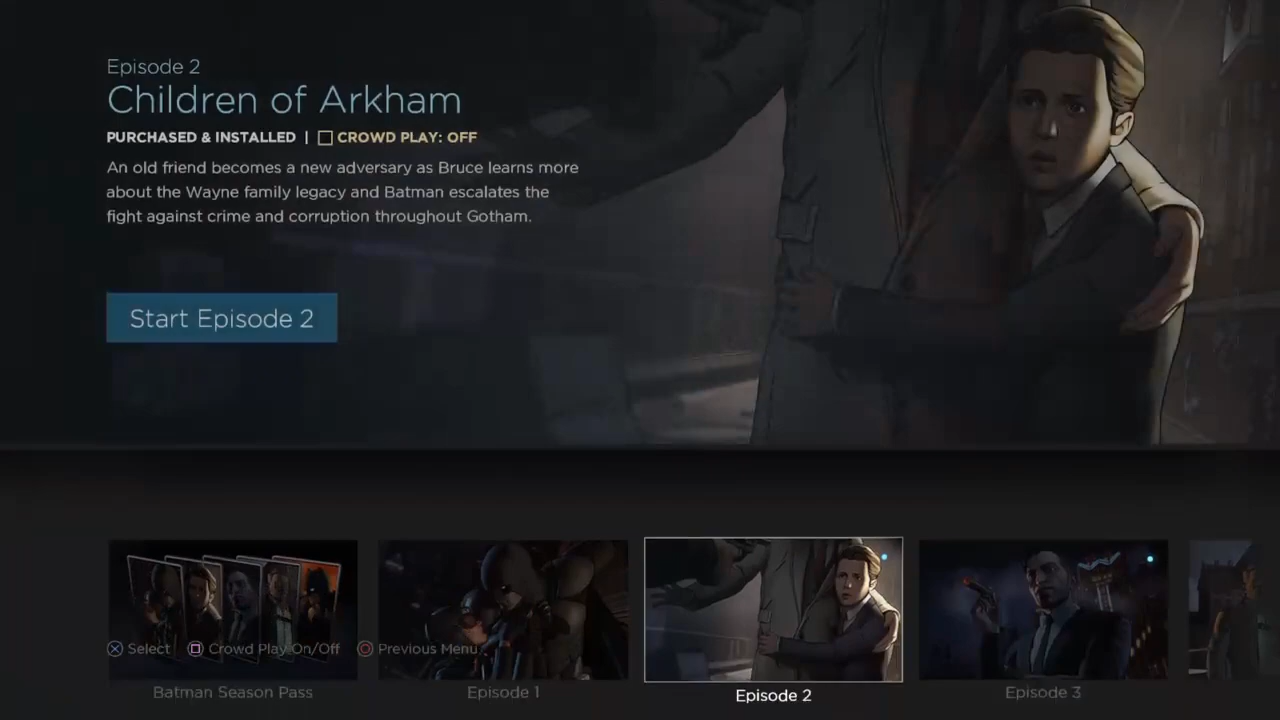 Episode 2
Children of Arkham
PURCHASED & INSTALLED | CROWD PLAY: OFF
An old friend becomes a new adversary as Bruce learns more
about the Wayne family legacy and Batman escalates the
fight against crime and corruption throughout Gotham.
Start Episode 2
Select Crowd Play On/Off Previous Menu
Batman Season Pass Episode 1 Episode 2 Episode 3